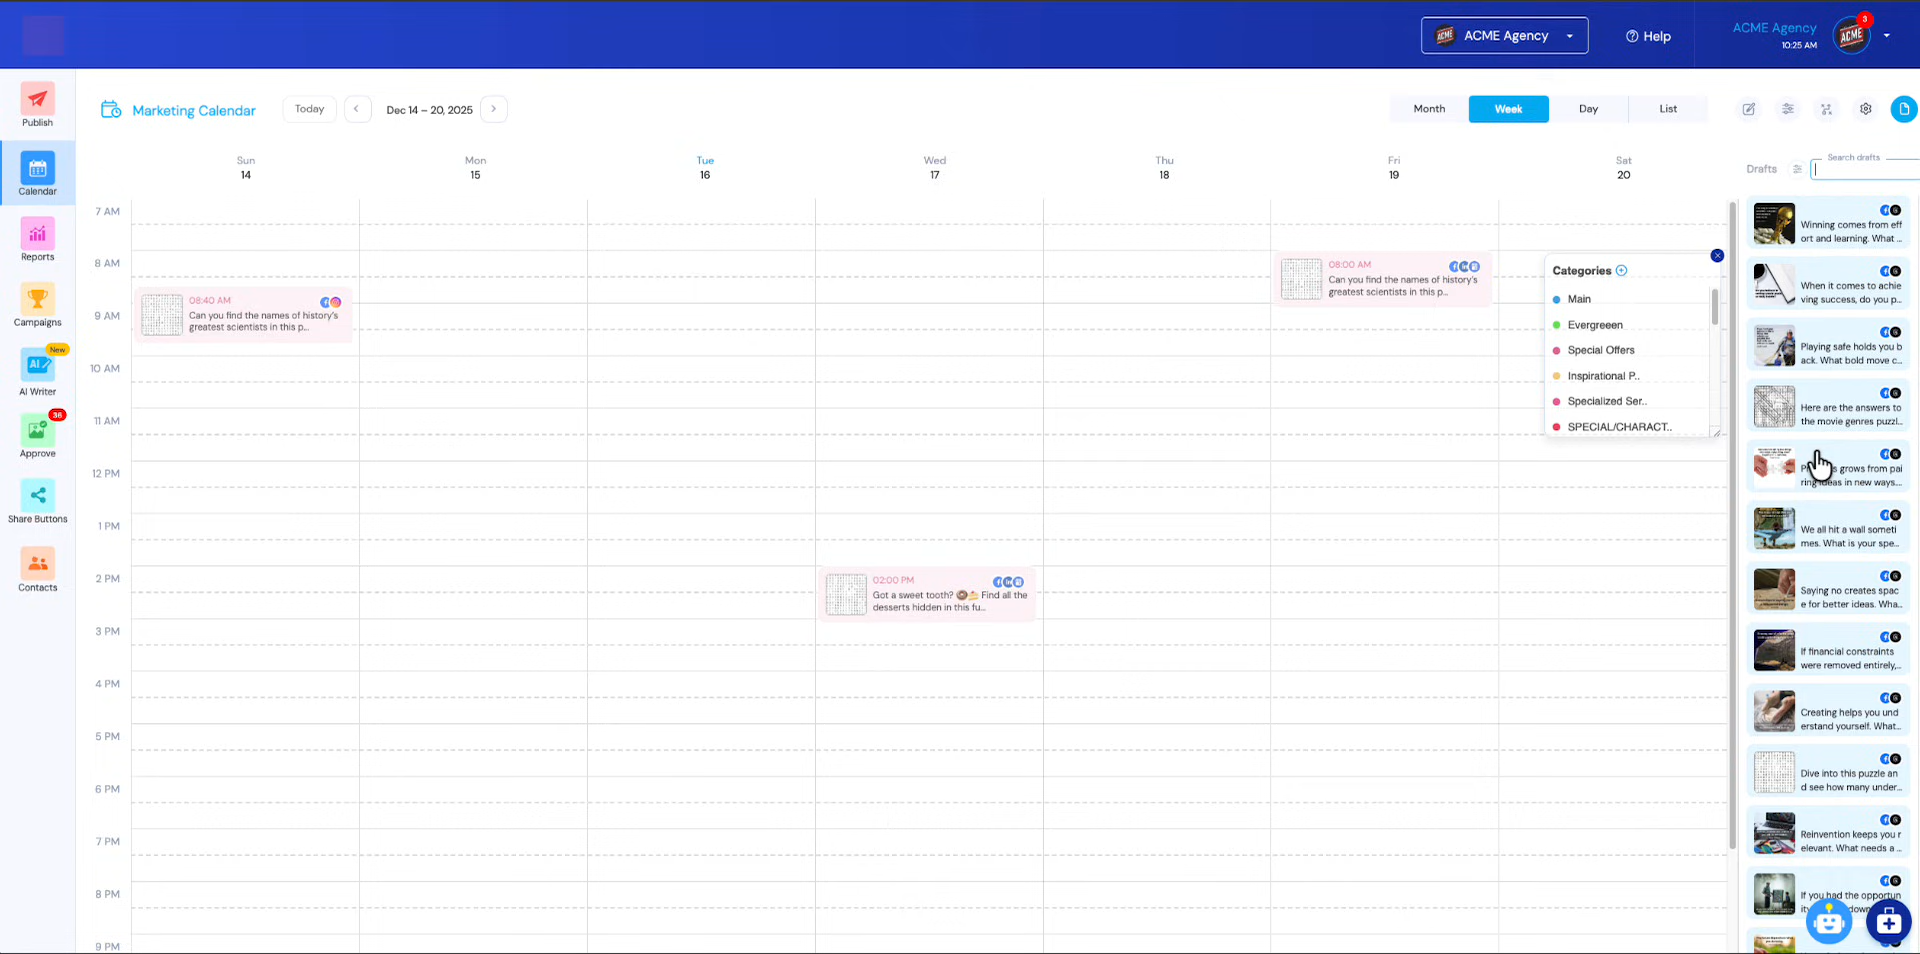 ACME Agency
Help
ACME Agency
10:25 AM
3
Publish
Calendar
Reports
Campaigns
New
AI Writer
36
Approve
Share Buttons
Contacts
Marketing Calendar
Today
Dec 14 – 20, 2025
Month
Week
Day
List
Sun
14
Mon
15
Tue
16
Wed
17
Thu
18
Fri
19
Sat
20
7 AM
8 AM
9 AM
10 AM
11 AM
12 PM
1 PM
2 PM
3 PM
4 PM
5 PM
6 PM
7 PM
8 PM
9 PM
08:40 AM
Can you find the names of history's
greatest scientists in this p...
02:00 PM
Got a sweet tooth? 🍩🍰 Find all the
desserts hidden in this fu...
08:00 AM
Can you find the names of history's
greatest scientists in this p...
Categories
Main
Evergreeen
Special Offers
Inspirational P..
Specialized Ser..
SPECIAL/CHARACT..
Drafts
Search drafts
Winning comes from eff
ort and learning. What ...
When it comes to achie
ving success, do you p...
Playing safe holds you b
ack. What bold move c...
Here are the answers to
the movie genres puzzl...
grows from pai
ring ideas in new ways....
We all hit a wall someti
mes. What is your spe...
Saying no creates spac
e for better ideas. Wha...
If financial constraints
were removed entirely,...
Creating helps you und
erstand yourself. What...
Dive into this puzzle an
d see how many under...
Reinvention keeps you r
elevant. What needs a ...
If you had the opportun